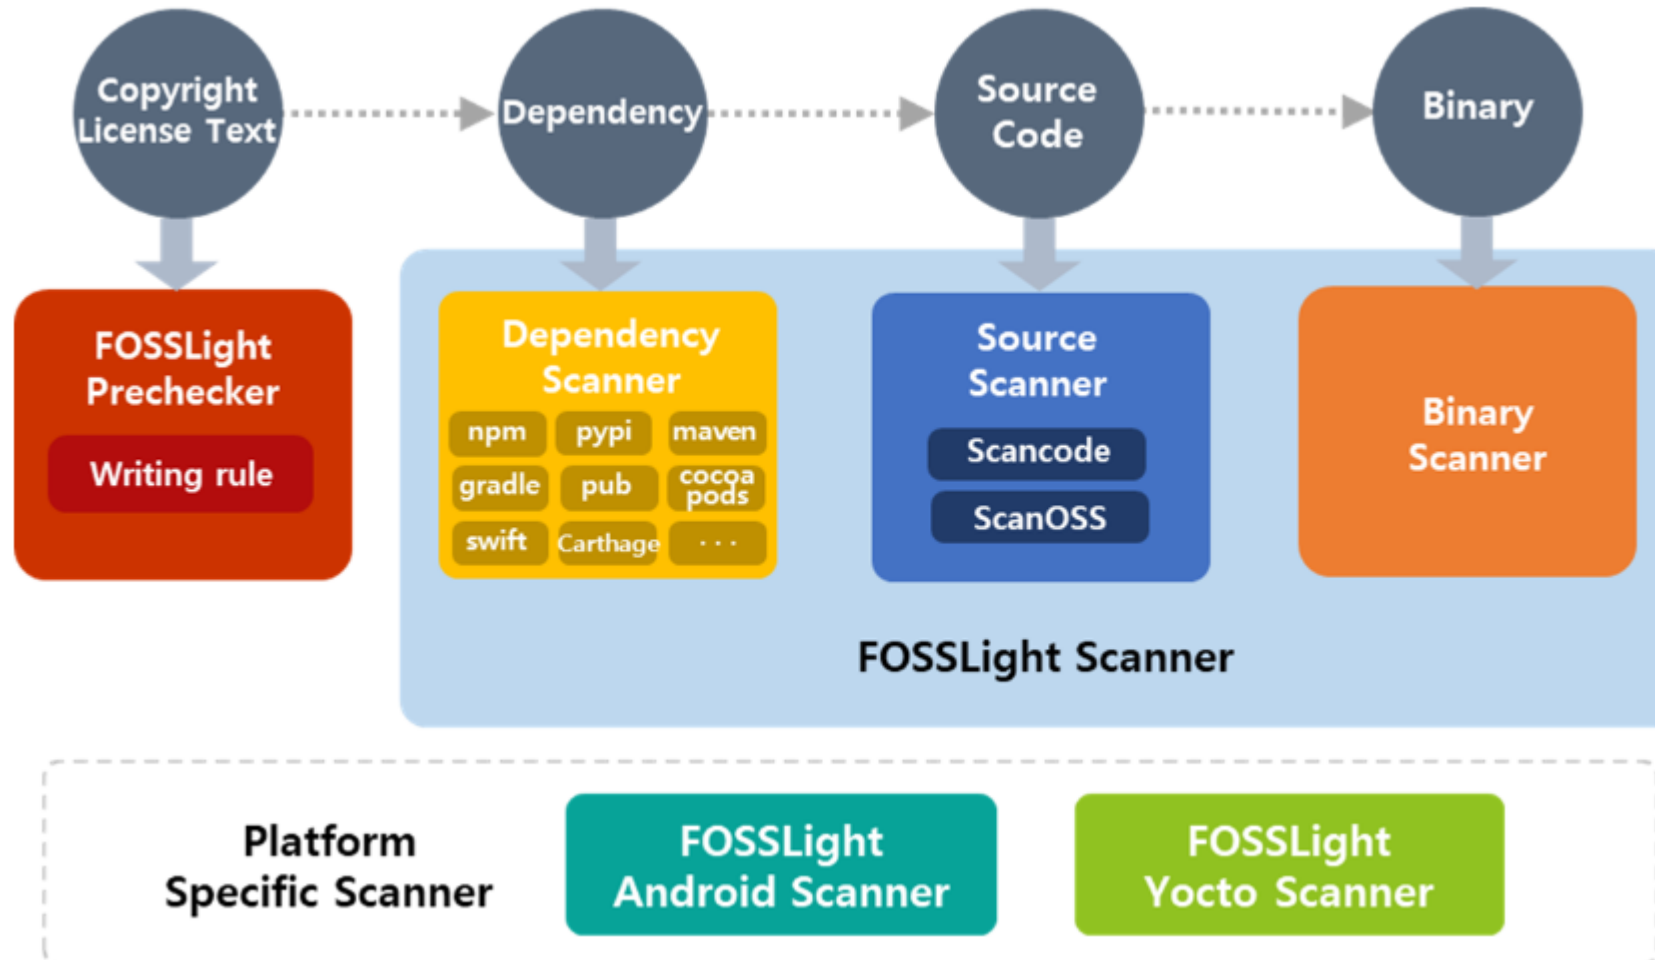 Copyright
License Text
Dependency
Source
Code
Binary
FOSSLight
Prechecker
Writing rule
Dependency
Scanner
npm
pypi
maven
gradle
pub
cocoa
pods
swift
Carthage
...
Source
Scanner
Scancode
ScanOSS
Binary
Scanner
FOSSLight Scanner
Platform
Specific Scanner
FOSSLight
Android Scanner
FOSSLight
Yocto Scanner